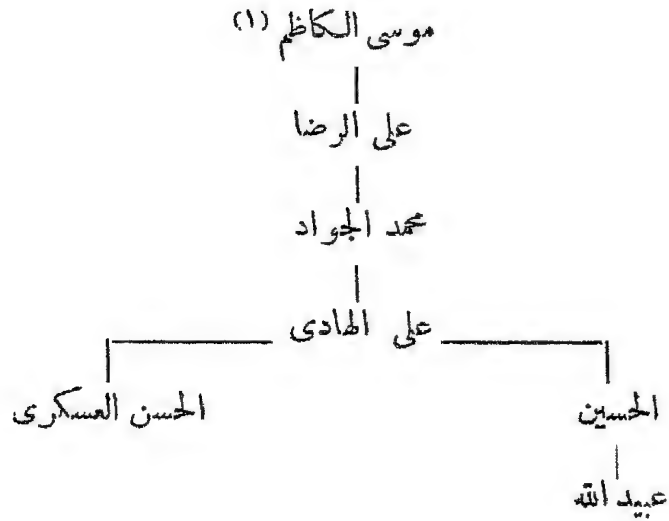 موسى الكاظم (١)
على الرضا
محمد الجواد
على الهادى
الحسين
الحسن العسكرى
عبيد الله